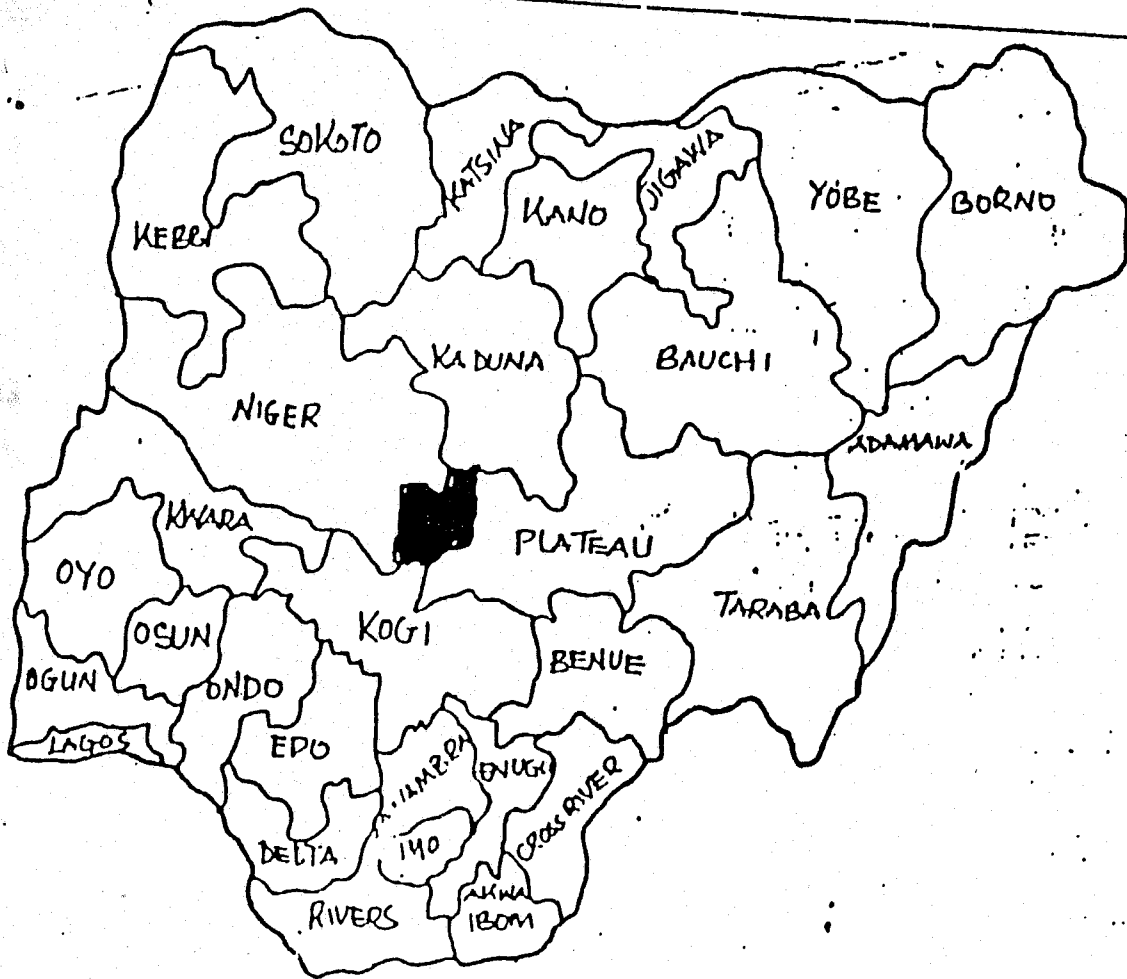 SOKOTO
KATSINA
KANO
JIGAWA
YOBE
BORNO
KEBBI
KADUNA
BAUCHI
NIGER
ADAMAWA
KWARA
PLATEAU
OYO
TARABA
KOGI
OSUN
BENUE
OGUN
ONDO
LAGOS
EDO
ENUGU
CROSS RIVER
IMO
DELTA
AKWA
IBOM
RIVERS